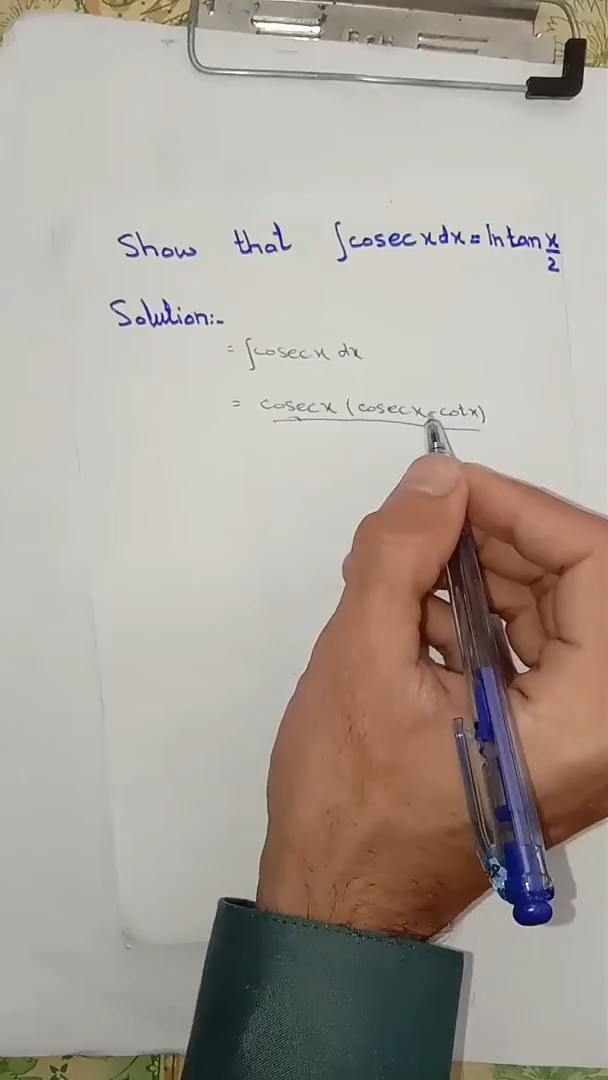 Show that ∫cosec x dx = ln tan x/2
Solution:-
= ∫cosec x dx
= cosec x (cosec x - cot x)